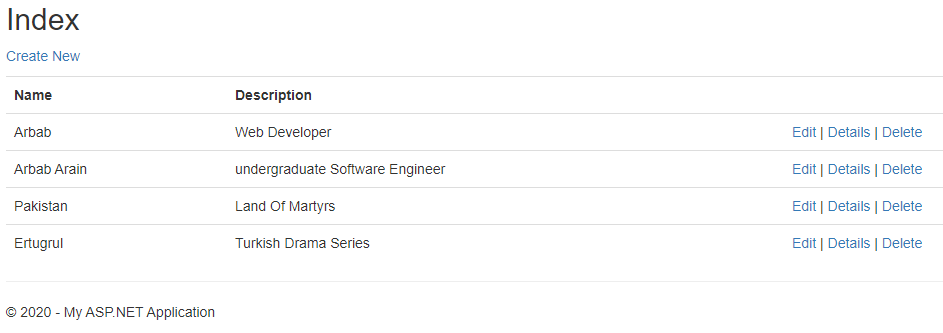 Index
Create New
Name Description
Arbab Web Developer Edit | Details | Delete
Arbab Arain undergraduate Software Engineer Edit | Details | Delete
Pakistan Land Of Martyrs Edit | Details | Delete
Ertugrul Turkish Drama Series Edit | Details | Delete
© 2020 - My ASP.NET Application